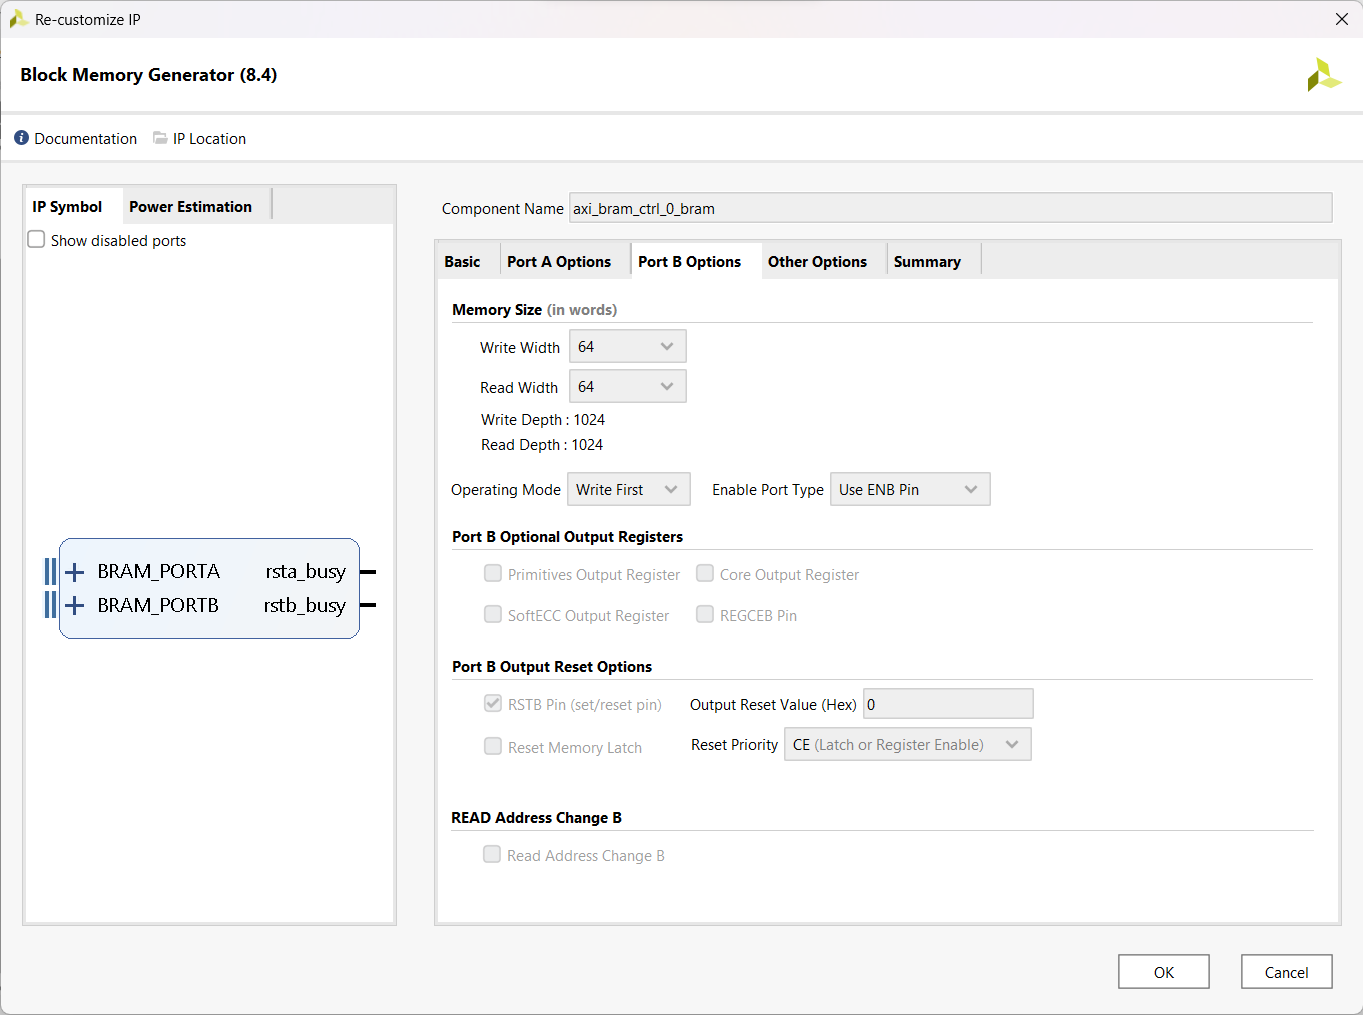 Re-customize IP
Block Memory Generator (8.4)
Documentation IP Location
IP Symbol Power Estimation
Show disabled ports
BRAM_PORTA rsta_busy
BRAM_PORTB rstb_busy
Component Name axi_bram_ctrl_0_bram
Basic Port A Options Port B Options Other Options Summary
Memory Size (in words)
Write Width 64
Read Width 64
Write Depth : 1024
Read Depth : 1024
Operating Mode Write First Enable Port Type Use ENB Pin
Port B Optional Output Registers
Primitives Output Register Core Output Register
SoftECC Output Register REGCEB Pin
Port B Output Reset Options
RSTB Pin (set/reset pin) Output Reset Value (Hex) 0
Reset Memory Latch Reset Priority CE (Latch or Register Enable)
READ Address Change B
Read Address Change B
OK Cancel